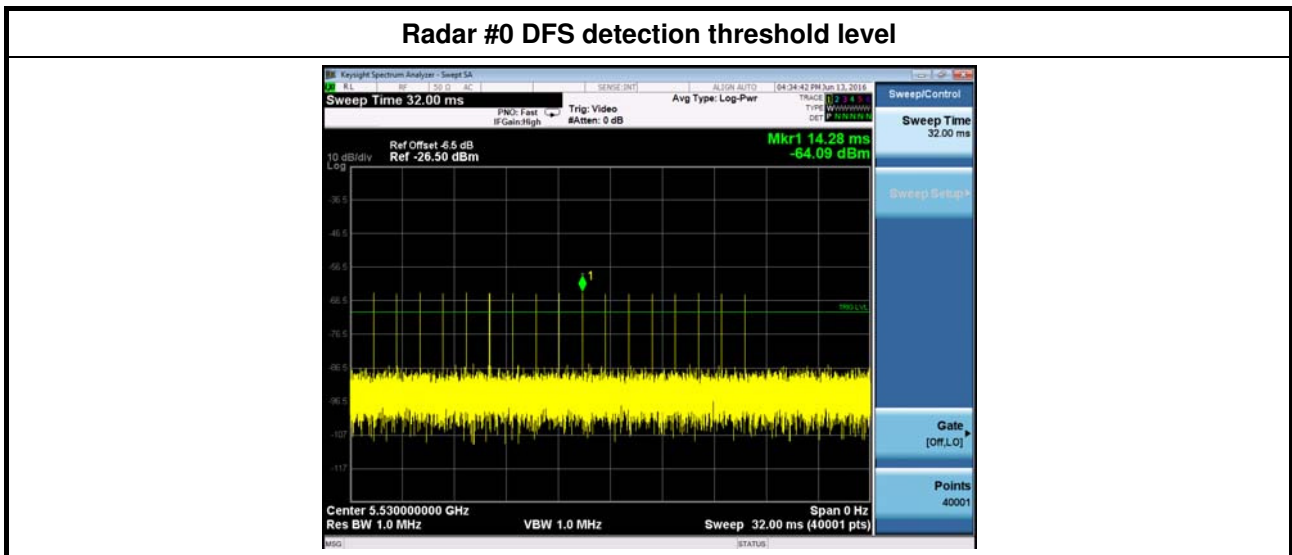 Radar #0 DFS detection threshold level
Keysight Spectrum Analyzer - Swept SA
RL RF 50 Ω AC SENSE:INT ALIGN AUTO 04:34:42 PM Jun 13, 2016
Sweep Time 32.00 ms
PNO: Fast
IFGain:High
Trig: Video
#Atten: 0 dB
Avg Type: Log-Pwr
TRACE 1 2 3 4 5 6
TYPE WWWWWW
DET P N N N N N
Sweep/Control
Sweep Time
32.00 ms
Mkr1 14.28 ms
-64.09 dBm
Ref Offset -6.5 dB
10 dB/div Ref -26.50 dBm
Log
Sweep Setup
-36.5
-46.5
-56.5
1
-66.5
TRIG LVL
-76.5
-86.5
-96.5
-107
-117
Gate
[Off,LO]
Points
40001
Center 5.530000000 GHz Span 0 Hz
Res BW 1.0 MHz VBW 1.0 MHz Sweep 32.00 ms (40001 pts)
MSG STATUS